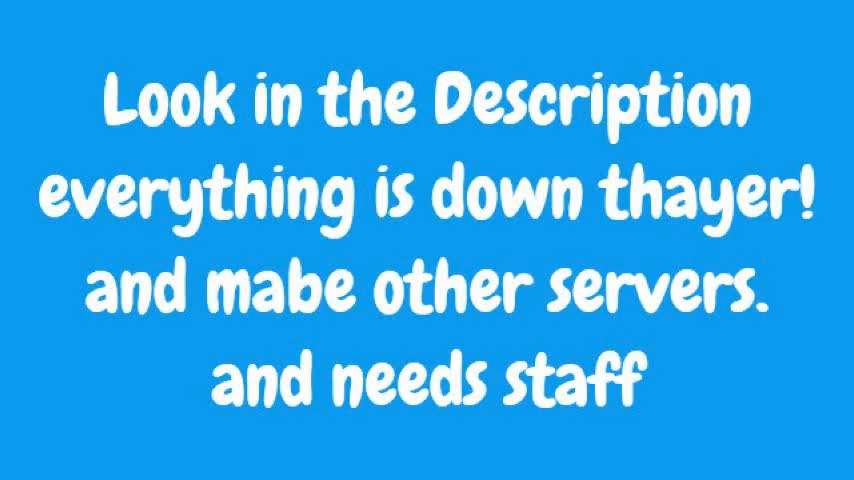 Look in the Description
everything is down thayer!
and mabe other servers.
and needs staff